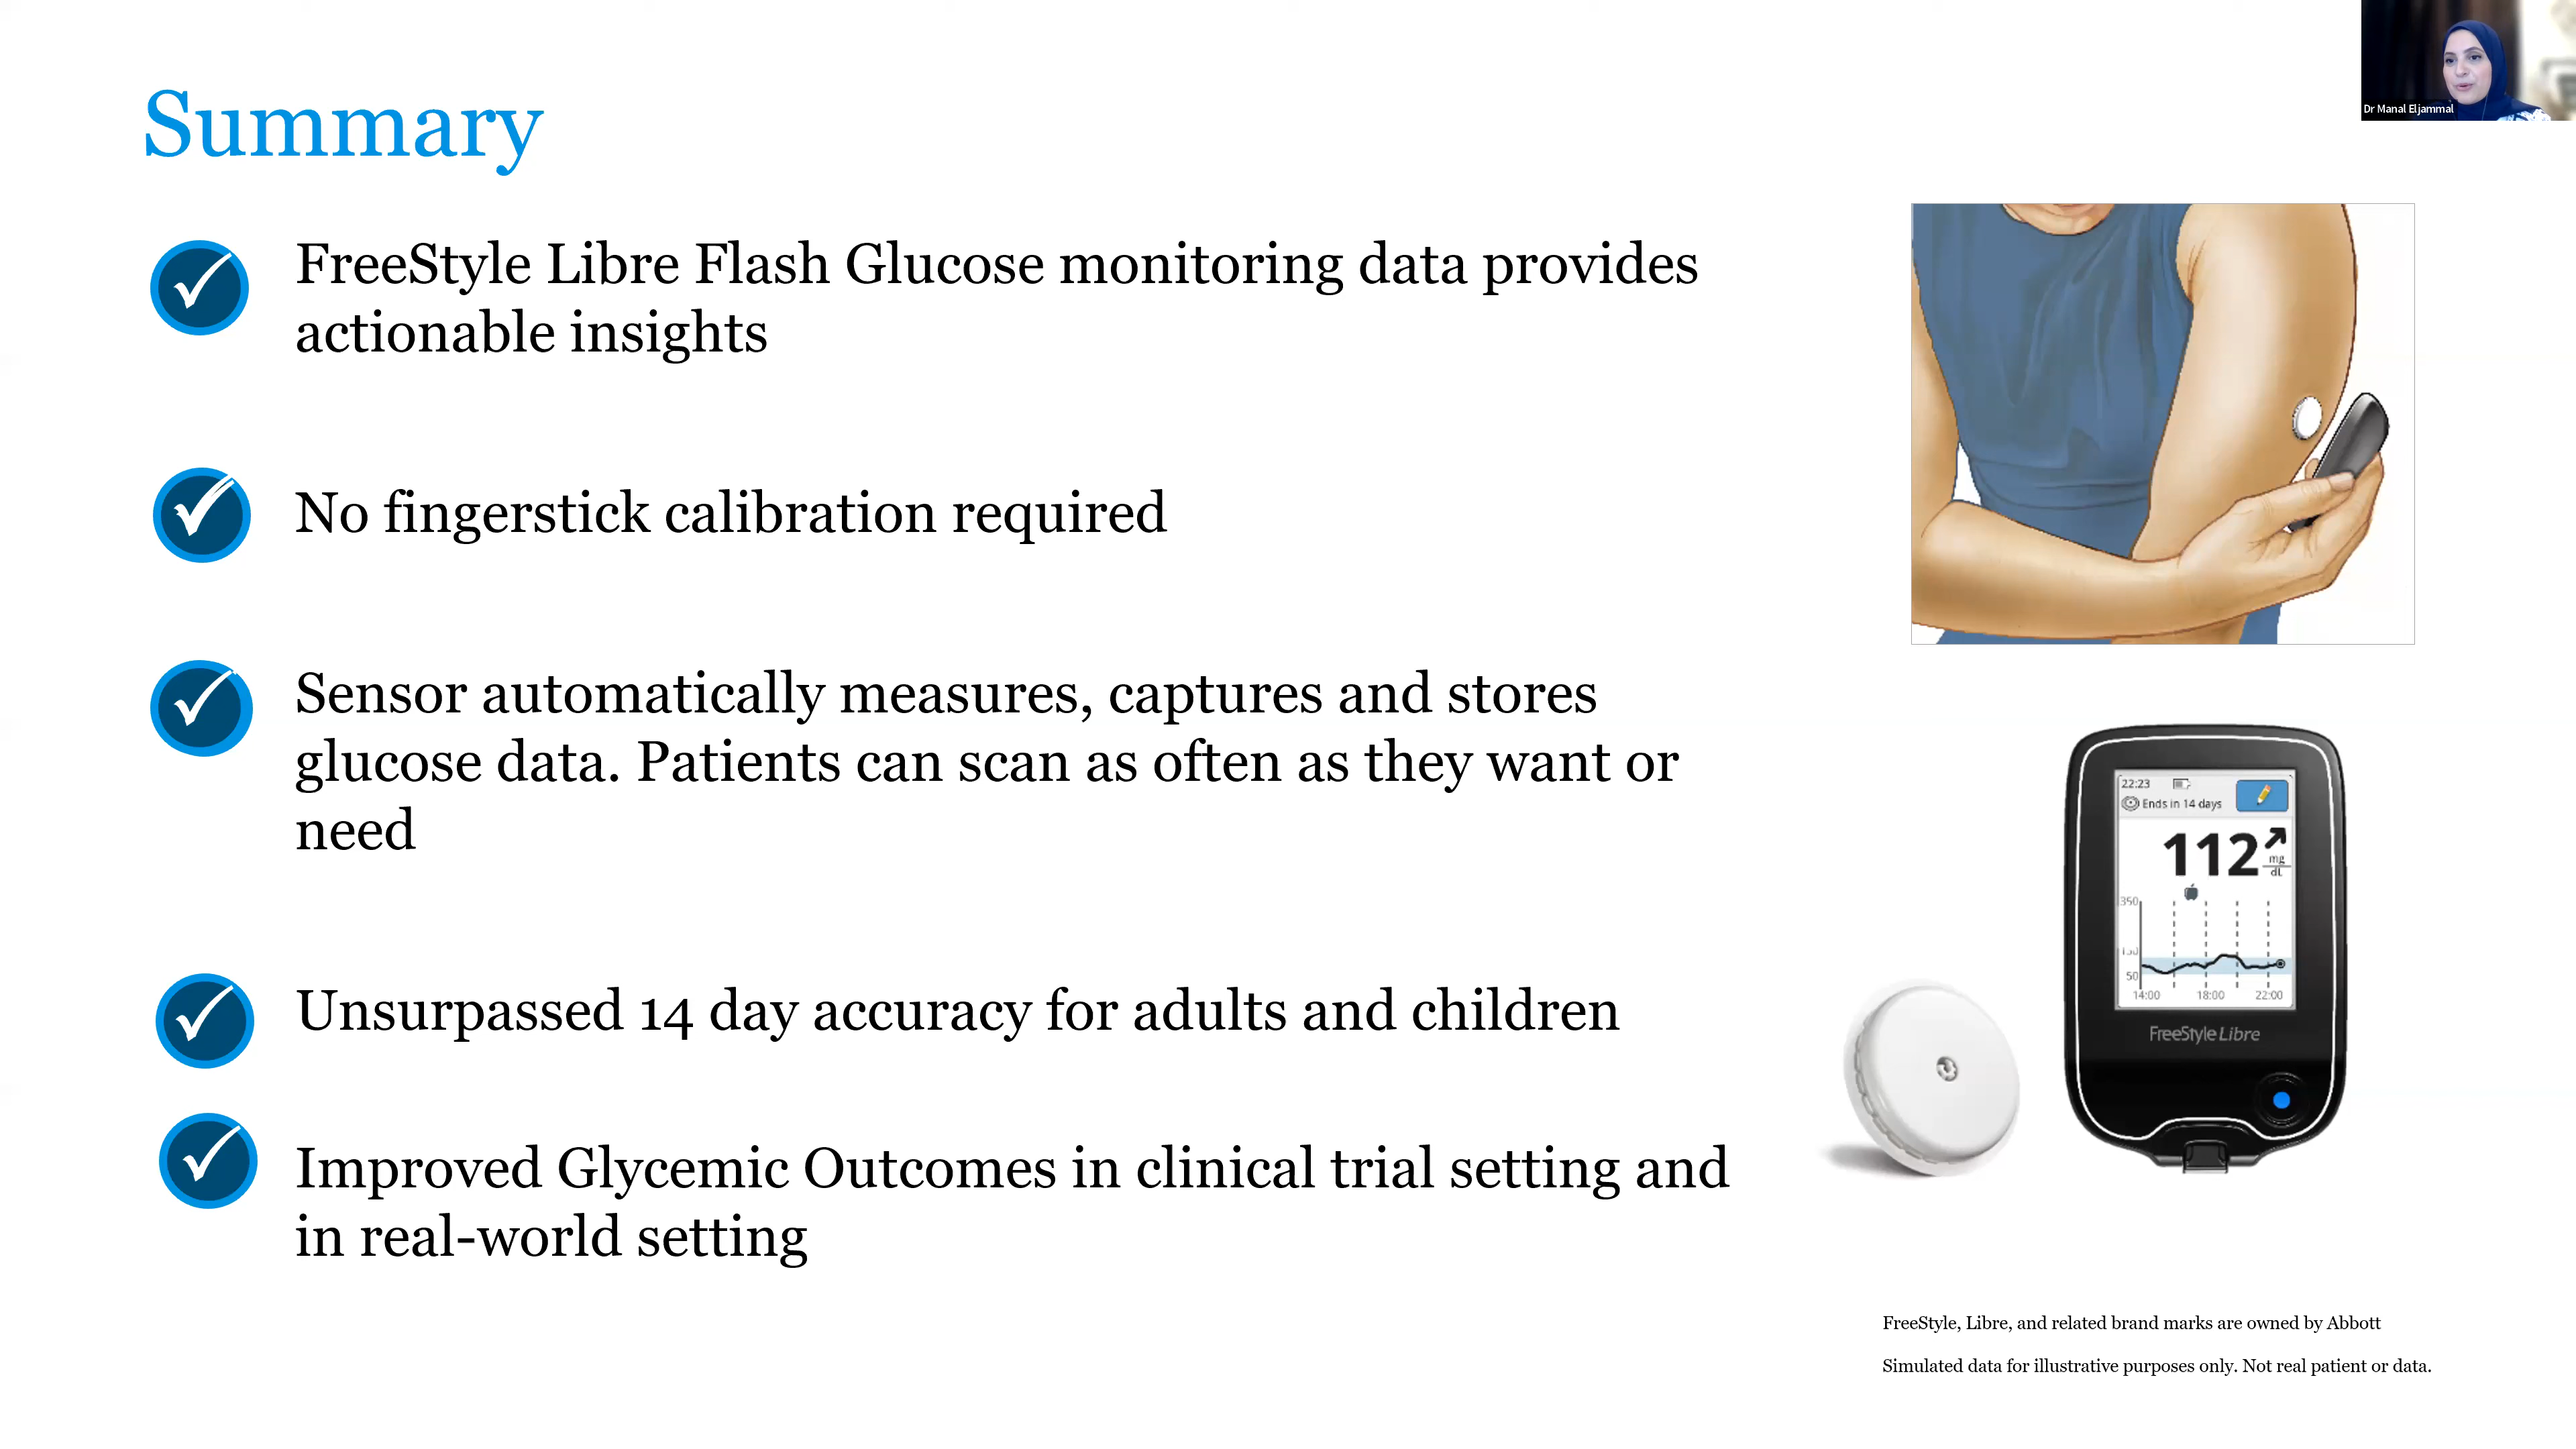 Dr Manal Eljammal
Summary
FreeStyle Libre Flash Glucose monitoring data provides
actionable insights
No fingerstick calibration required
Sensor automatically measures, captures and stores
glucose data. Patients can scan as often as they want or
need
Unsurpassed 14 day accuracy for adults and children
Improved Glycemic Outcomes in clinical trial setting and
in real-world setting
22:23
Ends in 14 days
112
mg
dL
350
150
50
14:00 18:00 22:00
FreeStyle Libre
FreeStyle, Libre, and related brand marks are owned by Abbott
Simulated data for illustrative purposes only. Not real patient or data.